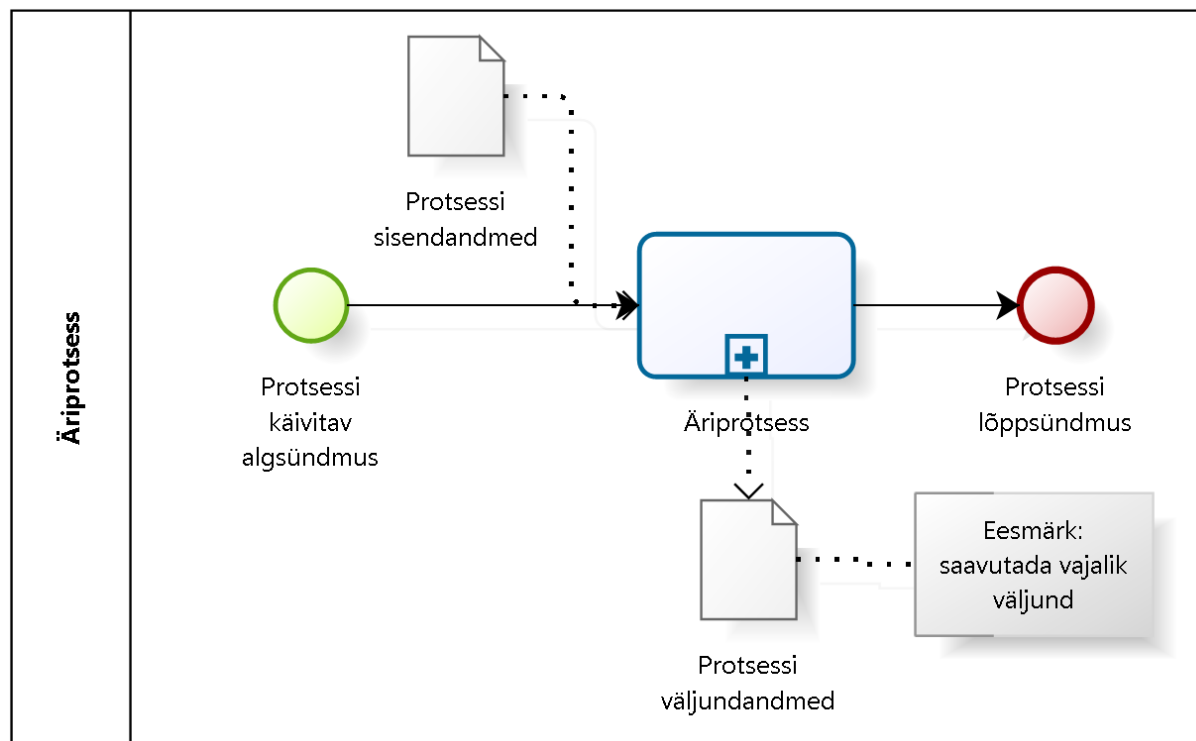 Äriprotsess
Protsessi
sisendandmed
Protsessi
käivitav
algsündmus
Äriprotsess
Protsessi
lõppsündmus
Eesmärk:
saavutada vajalik
väljund
Protsessi
väljundandmed